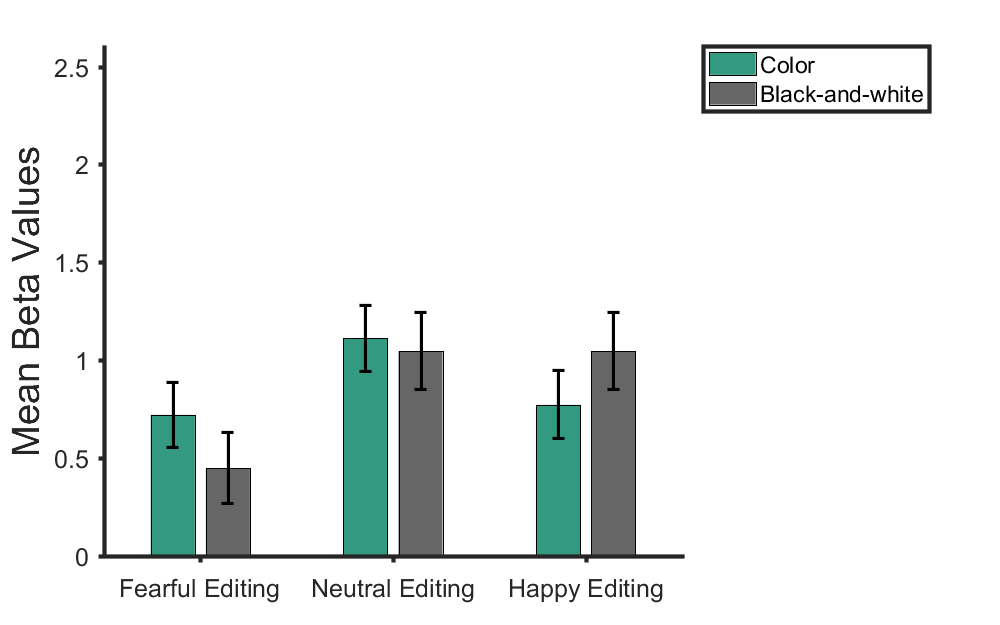 Color
Black-and-white
Mean Beta Values
2.5
2
1.5
1
0.5
0
Fearful Editing
Neutral Editing
Happy Editing